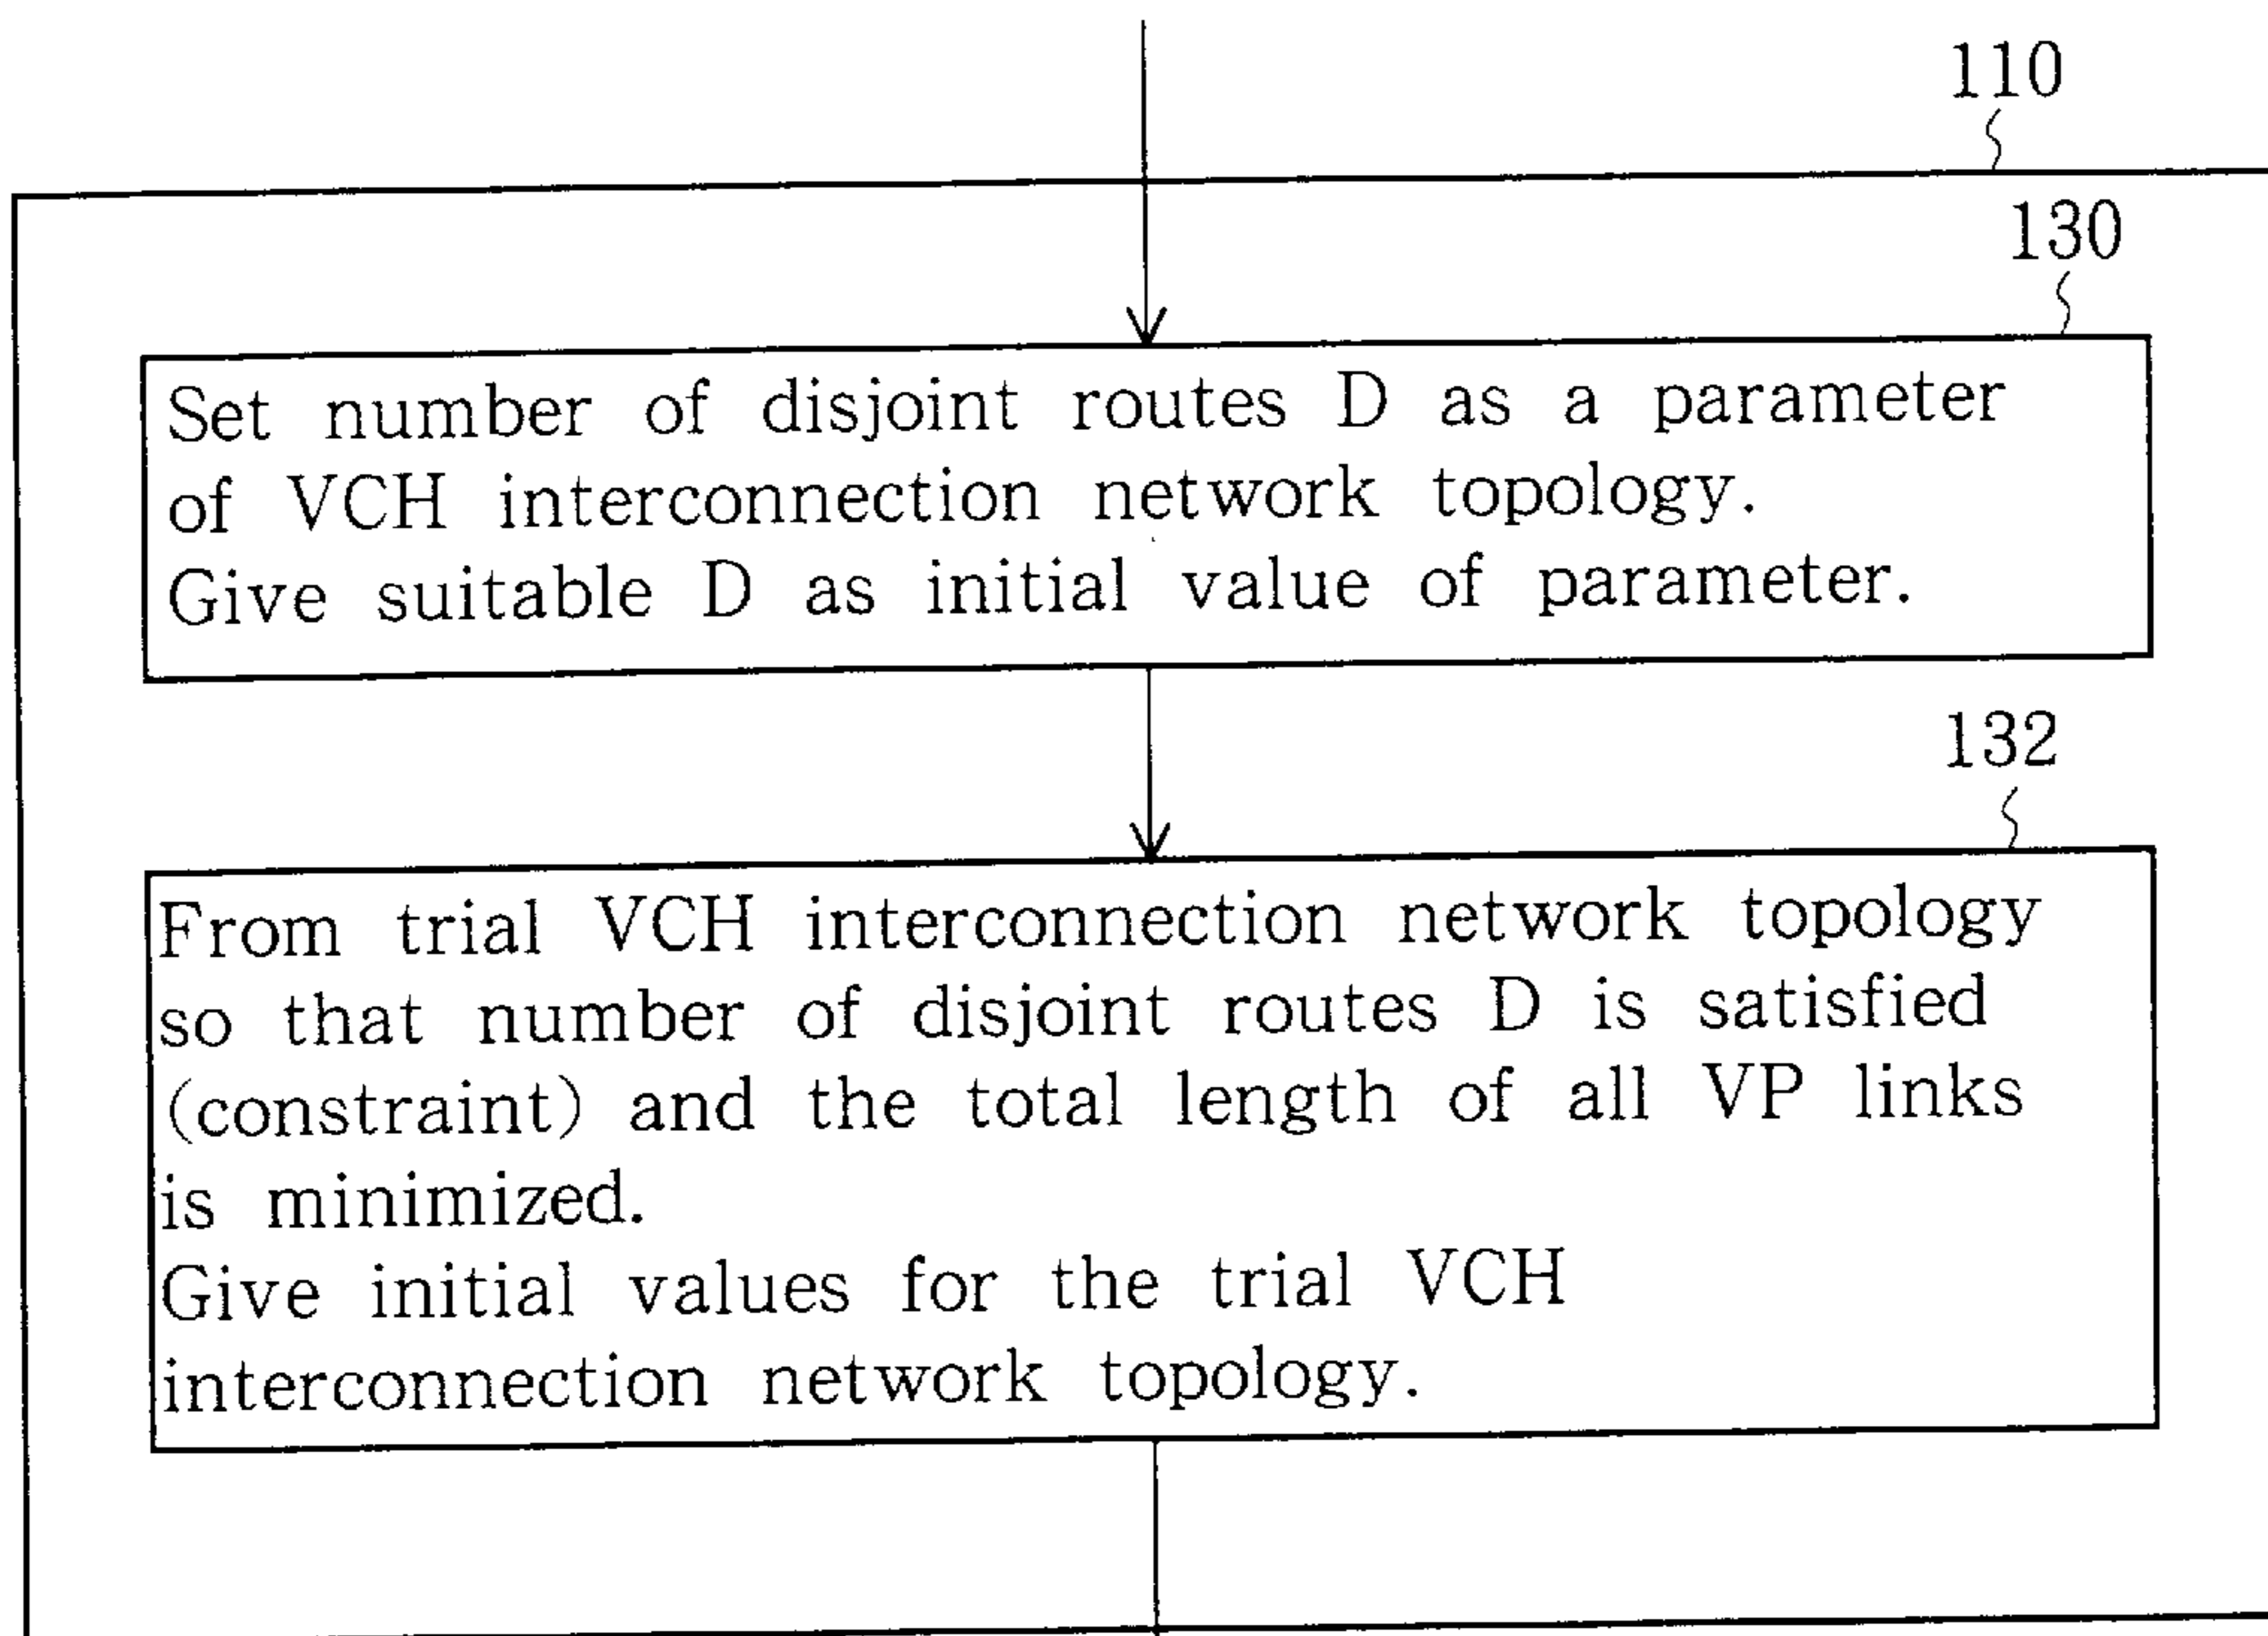 110
130
Set number of disjoint routes D as a parameter
of VCH interconnection network topology.
Give suitable D as initial value of parameter.
132
From trial VCH interconnection network topology
so that number of disjoint routes D is satisfied
(constraint) and the total length of all VP links
is minimized.
Give initial values for the trial VCH
interconnection network topology.